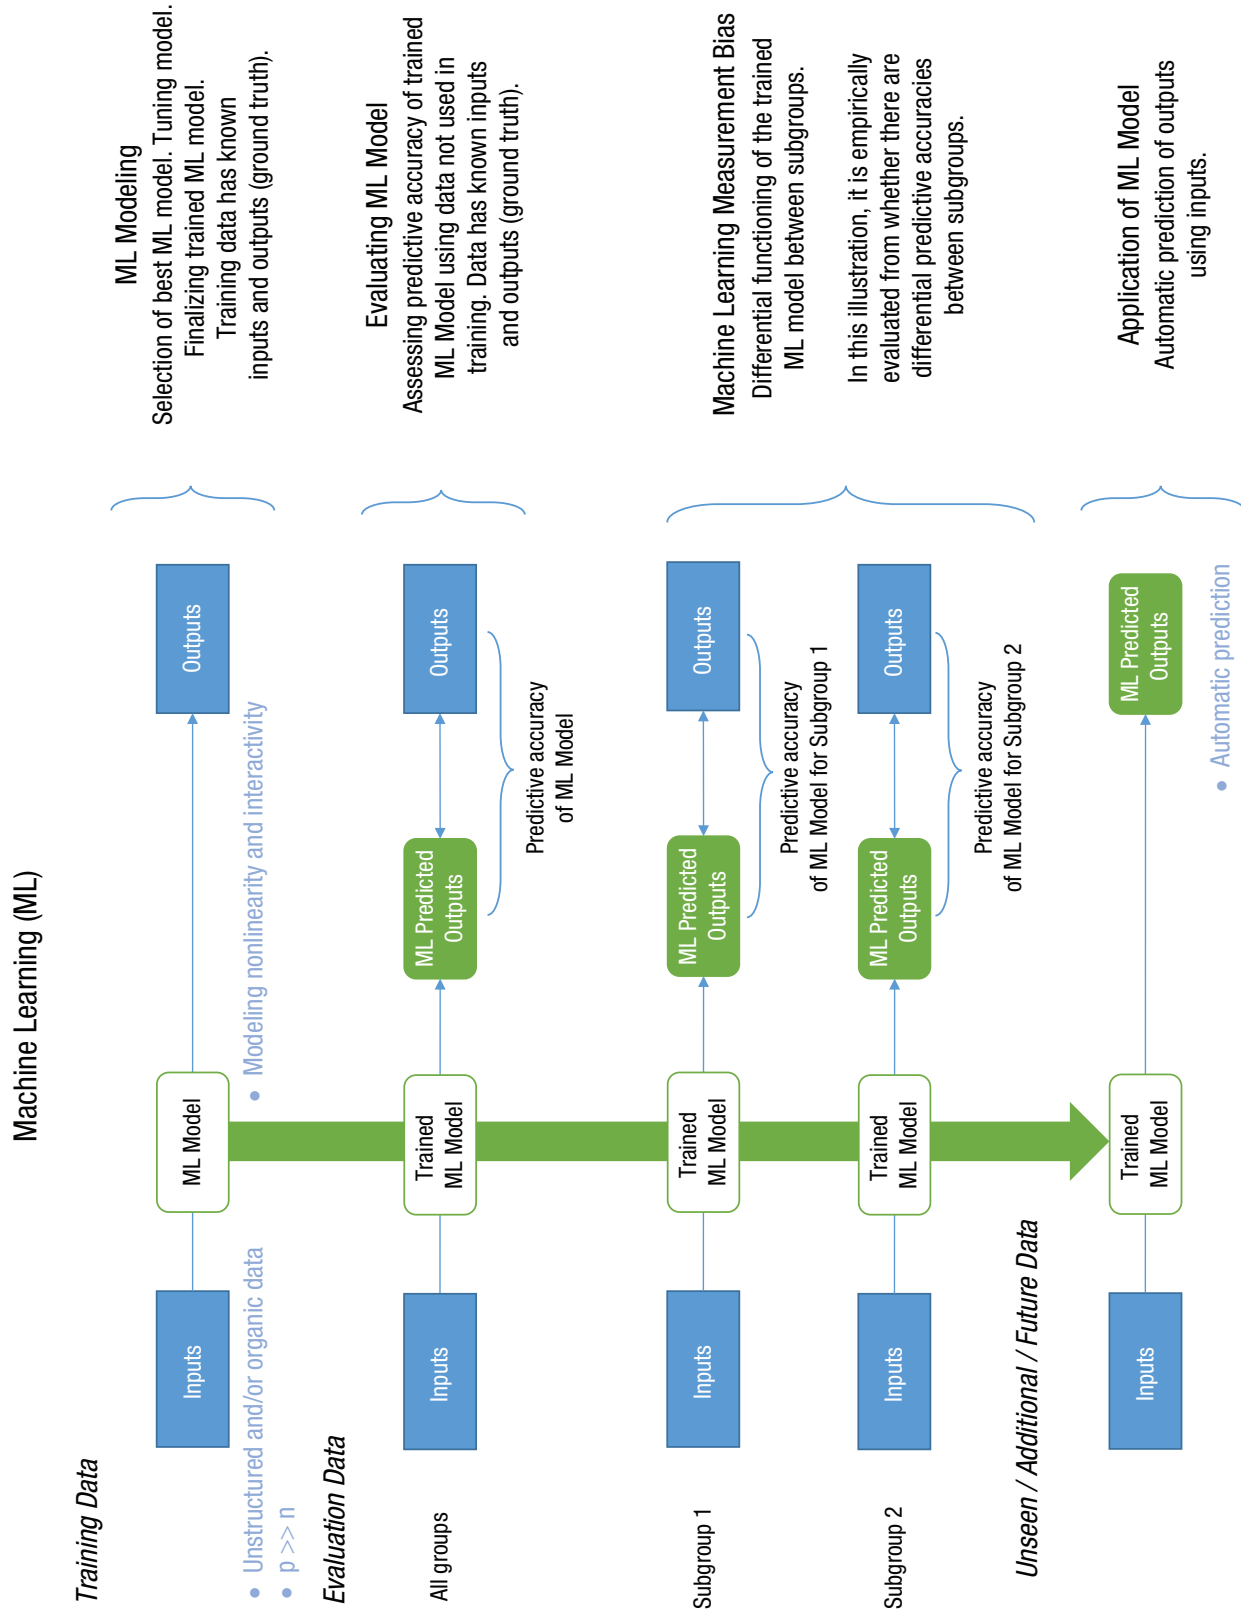 Machine Learning (ML)
Training Data
Inputs
ML Model
Outputs
• Unstructured and/or organic data
• p >> n
• Modeling nonlinearity and interactivity
ML Modeling
Selection of best ML model. Tuning model.
Finalizing trained ML model.
Training data has known
inputs and outputs (ground truth).
Evaluation Data
All groups
Inputs
Trained
ML Model
ML Predicted
Outputs
Outputs
Predictive accuracy
of ML Model
Evaluating ML Model
Assessing predictive accuracy of trained
ML Model using data not used in
training. Data has known inputs
and outputs (ground truth).
Subgroup 1
Inputs
Trained
ML Model
ML Predicted
Outputs
Outputs
Predictive accuracy
of ML Model for Subgroup 1
Subgroup 2
Inputs
Trained
ML Model
ML Predicted
Outputs
Outputs
Predictive accuracy
of ML Model for Subgroup 2
Machine Learning Measurement Bias
Differential functioning of the trained
ML model between subgroups.
In this illustration, it is empirically
evaluated from whether there are
differential predictive accuracies
between subgroups.
Unseen / Additional / Future Data
Inputs
Trained
ML Model
ML Predicted
Outputs
• Automatic prediction
Application of ML Model
Automatic prediction of outputs
using inputs.